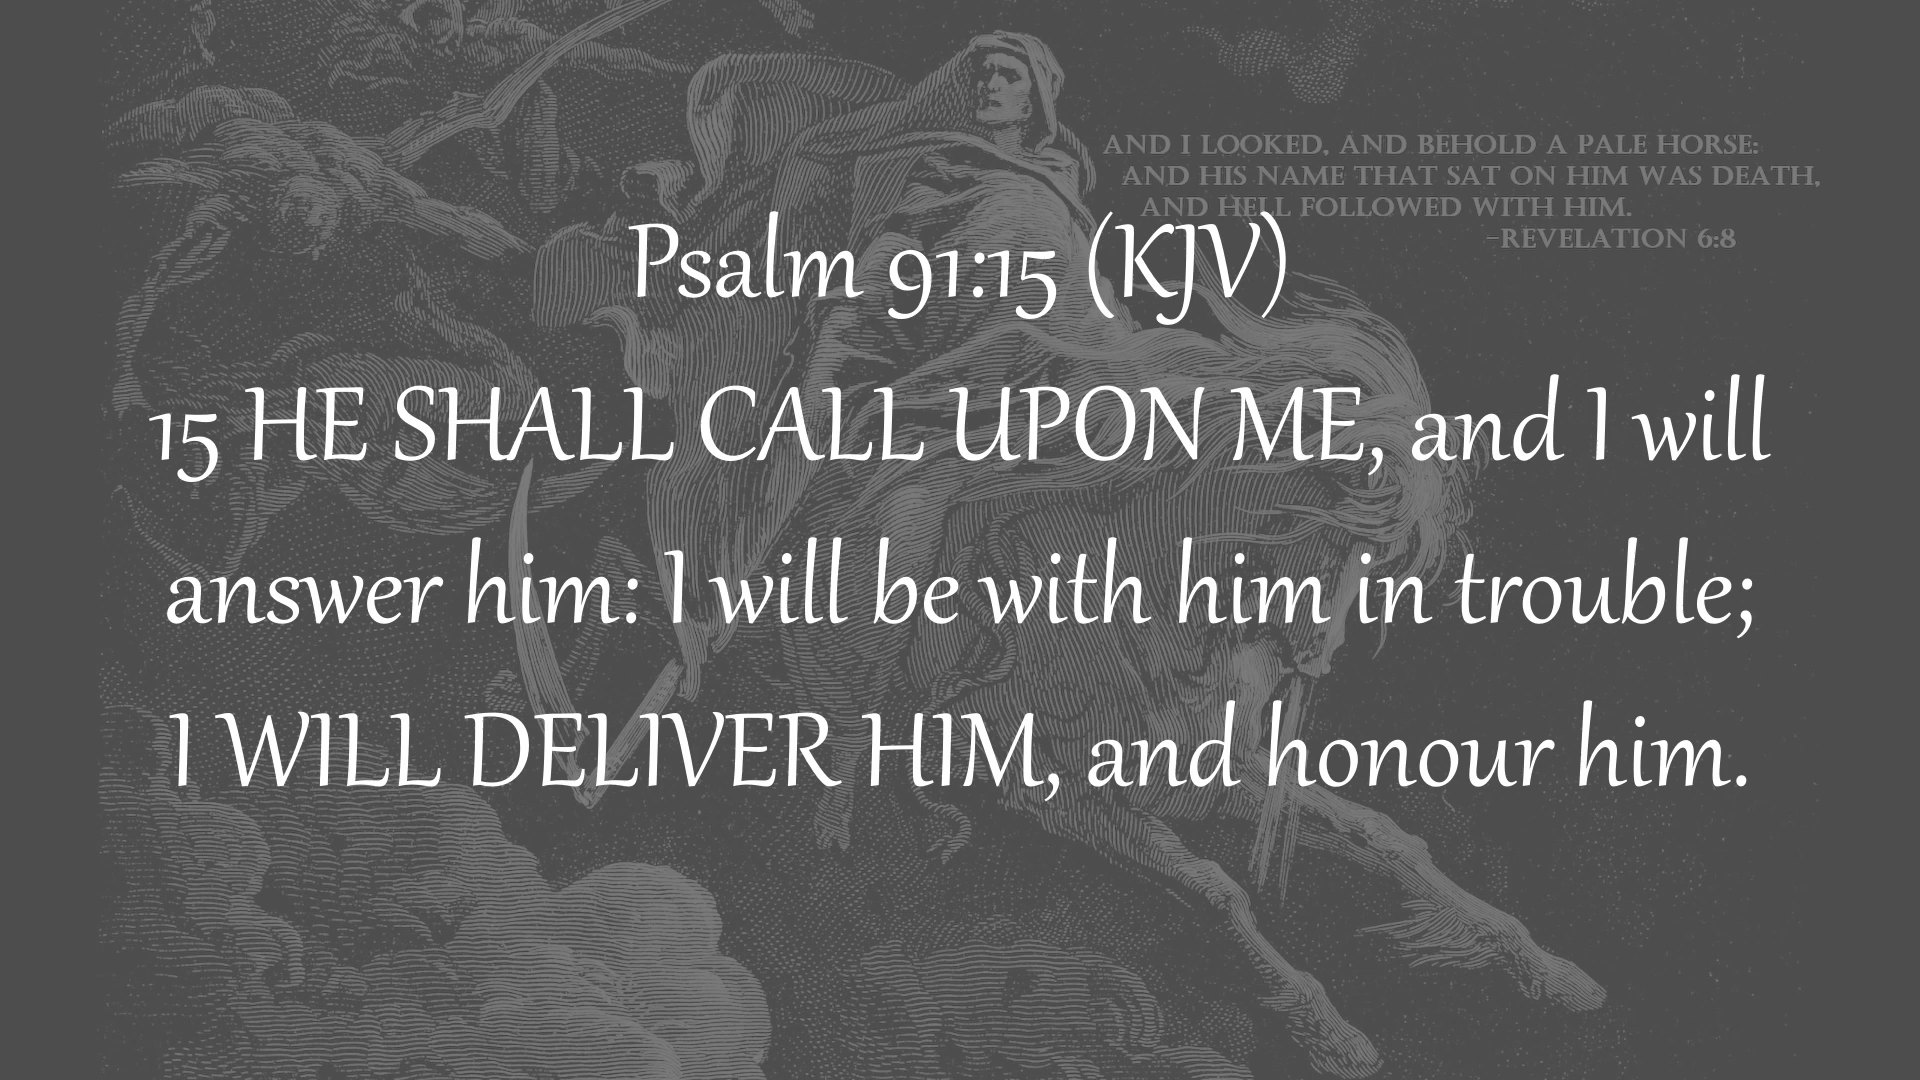 AND I LOOKED, AND BEHOLD A PALE HORSE:
AND HIS NAME THAT SAT ON HIM WAS DEATH,
AND HELL FOLLOWED WITH HIM.
-REVELATION 6:8
Psalm 91:15 (KJV)
15 HE SHALL CALL UPON ME, and I will
answer him: I will be with him in trouble;
I WILL DELIVER HIM, and honour him.